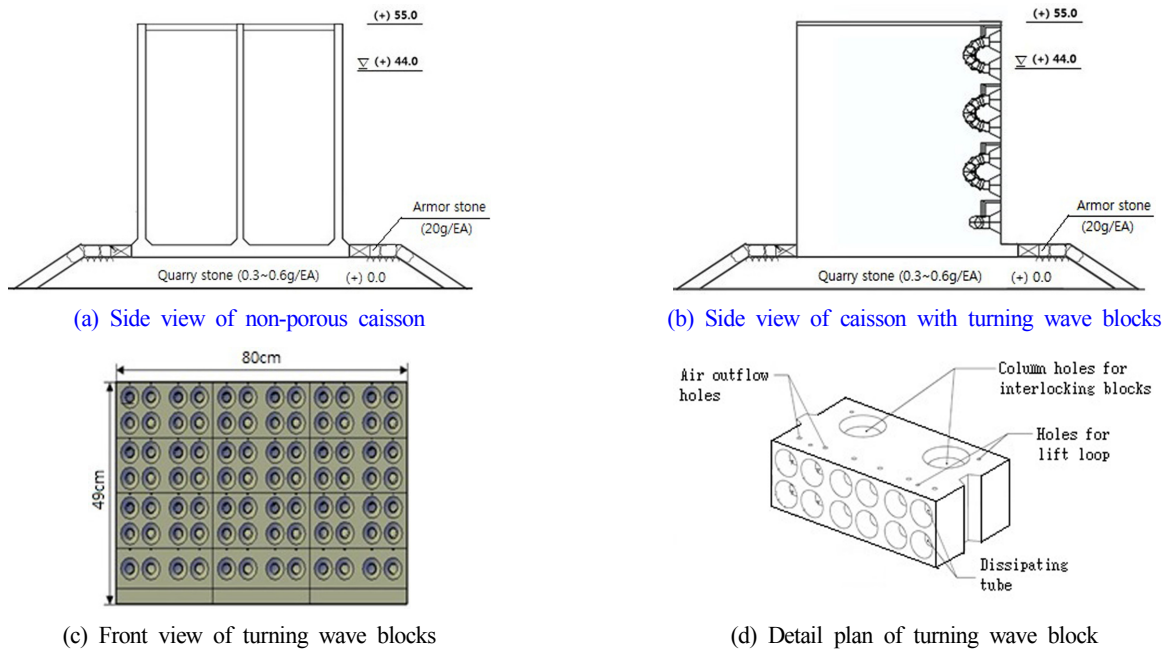 (+) 55.0
▽ (+) 44.0
Armor stone
(20g/EA)
Quarry stone (0.3~0.6g/EA) (+) 0.0
(a) Side view of non-porous caisson
(+) 55.0
▽ (+) 44.0
Armor stone
(20g/EA)
Quarry stone (0.3~0.6g/EA) (+) 0.0
(b) Side view of caisson with turning wave blocks
80cm
49cm
(c) Front view of turning wave blocks
Air outflow
holes
Column holes for
interlocking blocks
Holes for
lift loop
Dissipating
tube
(d) Detail plan of turning wave block